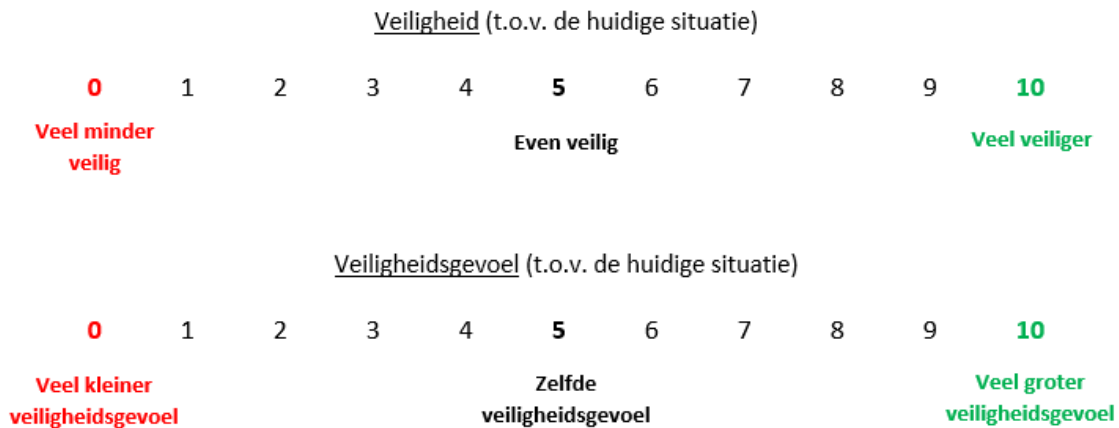 Veiligheid (t.o.v. de huidige situatie)
0 1 2 3 4 5 6 7 8 9 10
Veel minder
veilig
Even veilig
Veel veiliger
Veiligheidsgevoel (t.o.v. de huidige situatie)
0 1 2 3 4 5 6 7 8 9 10
Veel kleiner
veiligheidsgevoel
Zelfde
veiligheidsgevoel
Veel groter
veiligheidsgevoel